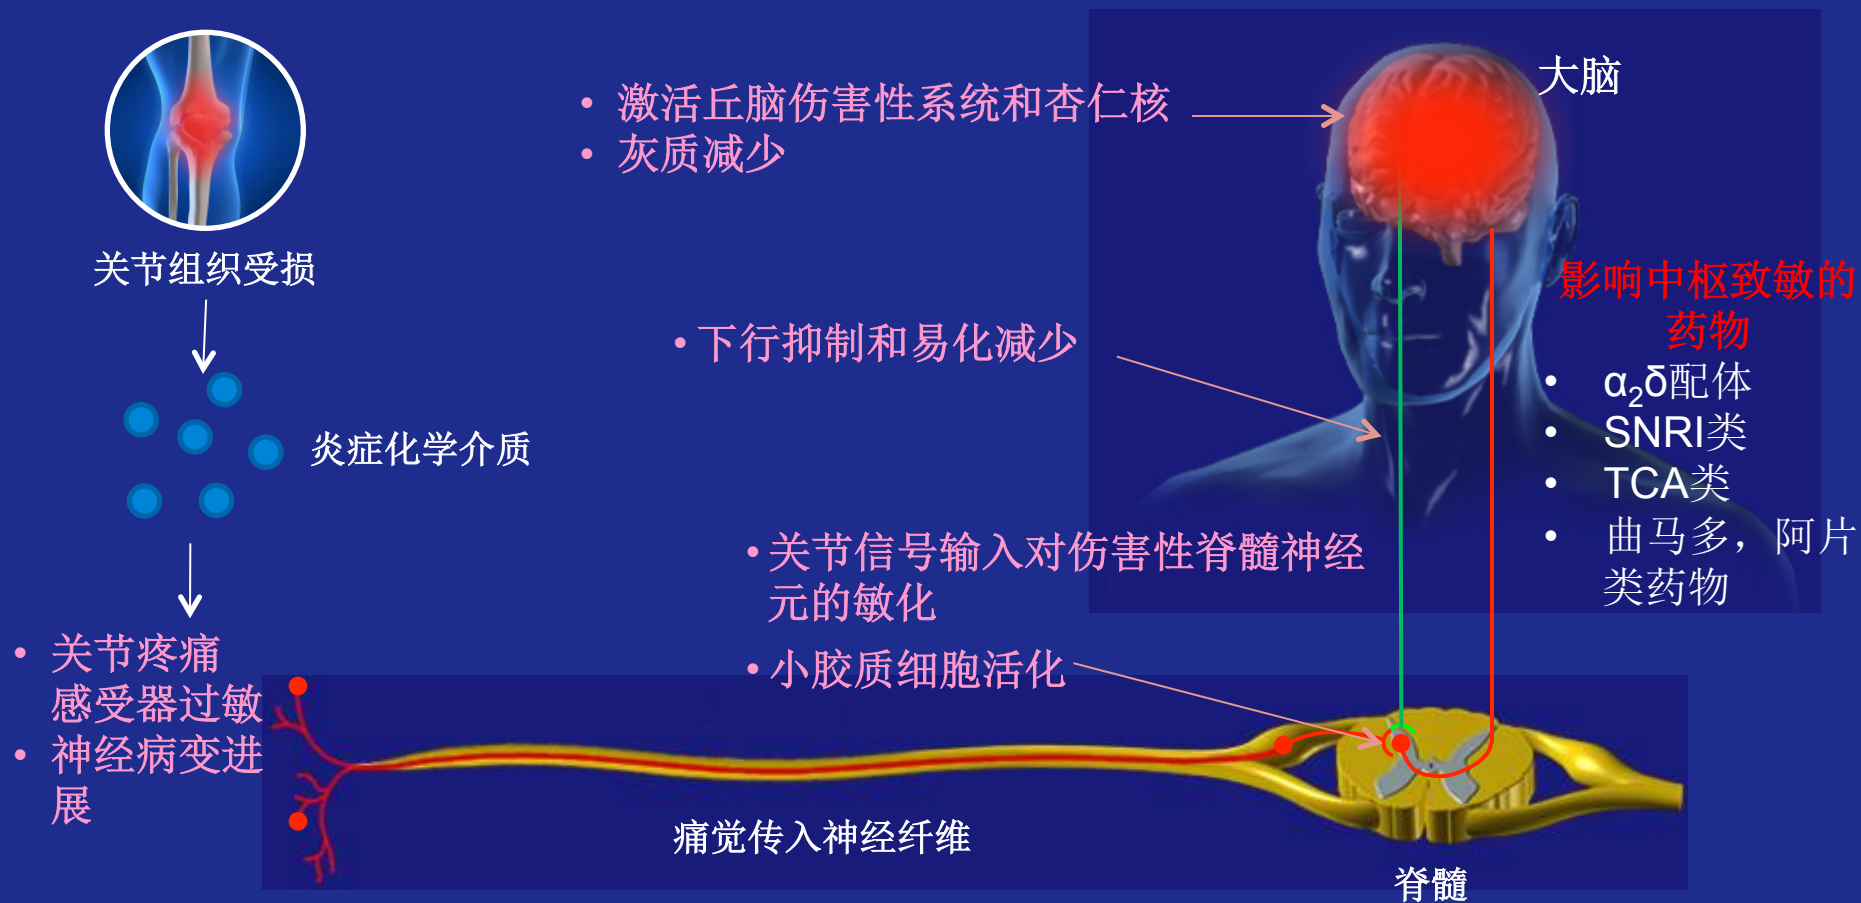 大脑
• 激活丘脑伤害性系统和杏仁核
• 灰质减少
关节组织受损
影响中枢致敏的
药物
• 下行抑制和易化减少
• α₂δ配体
• SNRI类
• TCA类
• 曲马多，阿片
类药物
炎症化学介质
• 关节信号输入对伤害性脊髓神经
元的敏化
• 小胶质细胞活化
• 关节疼痛
感受器过敏
• 神经病变进
展
痛觉传入神经纤维
脊髓